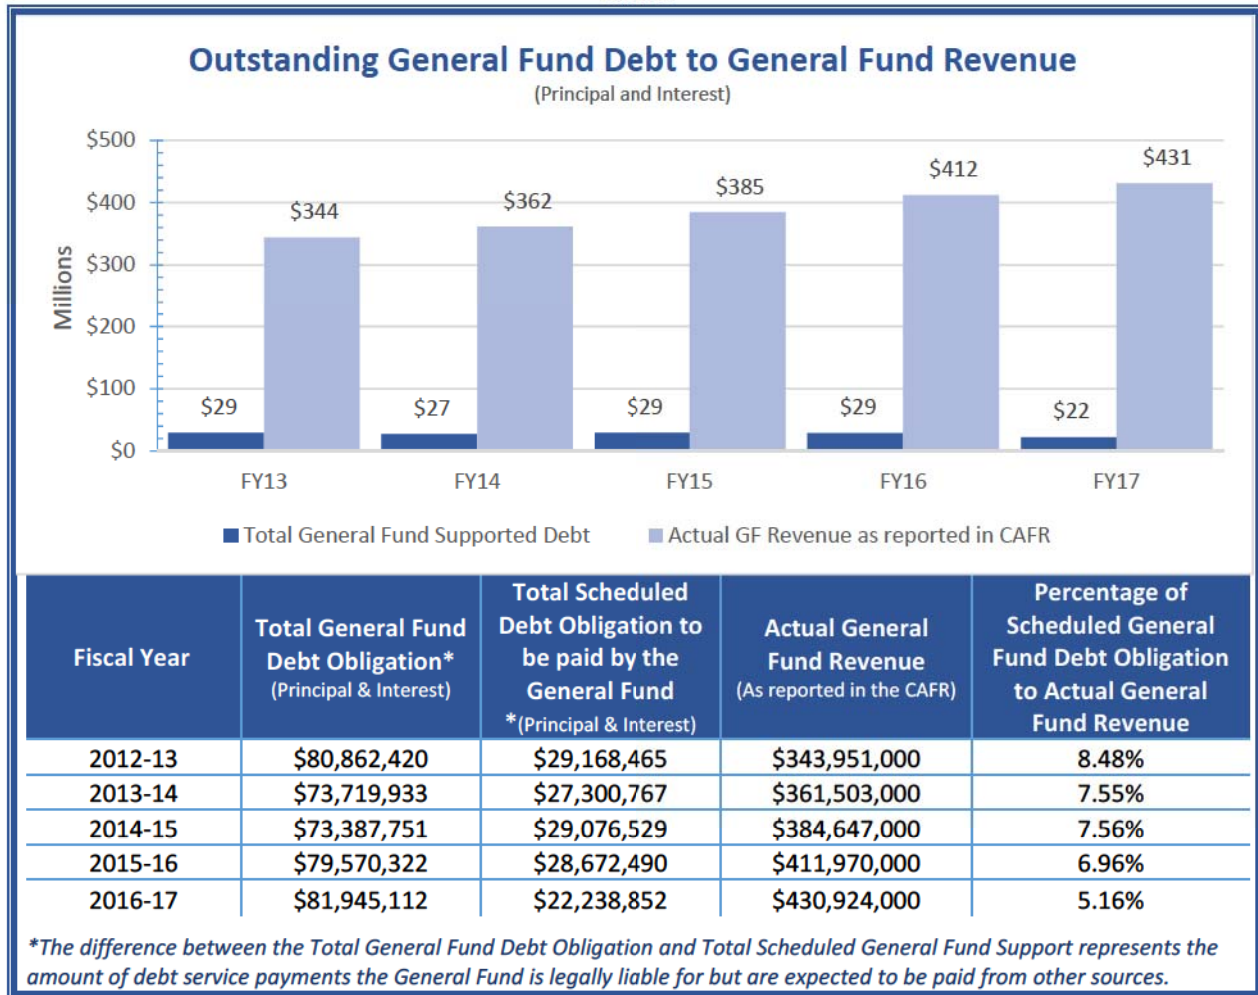 Outstanding General Fund Debt to General Fund Revenue
(Principal and Interest)
$500
$400
$300
$200
$100
$0
Millions
$29
$344
$27
$362
$29
$385
$29
$412
$22
$431
FY13
FY14
FY15
FY16
FY17
Total General Fund Supported Debt
Actual GF Revenue as reported in CAFR
Fiscal Year
Total General Fund
Debt Obligation*
(Principal & Interest)
Total Scheduled
Debt Obligation to
be paid by the
General Fund
*(Principal & Interest)
Actual General
Fund Revenue
(As reported in the CAFR)
Percentage of
Scheduled General
Fund Debt Obligation
to Actual General
Fund Revenue
2012-13 $80,862,420 $29,168,465 $343,951,000 8.48%
2013-14 $73,719,933 $27,300,767 $361,503,000 7.55%
2014-15 $73,387,751 $29,076,529 $384,647,000 7.56%
2015-16 $79,570,322 $28,672,490 $411,970,000 6.96%
2016-17 $81,945,112 $22,238,852 $430,924,000 5.16%
*The difference between the Total General Fund Debt Obligation and Total Scheduled General Fund Support represents the
amount of debt service payments the General Fund is legally liable for but are expected to be paid from other sources.